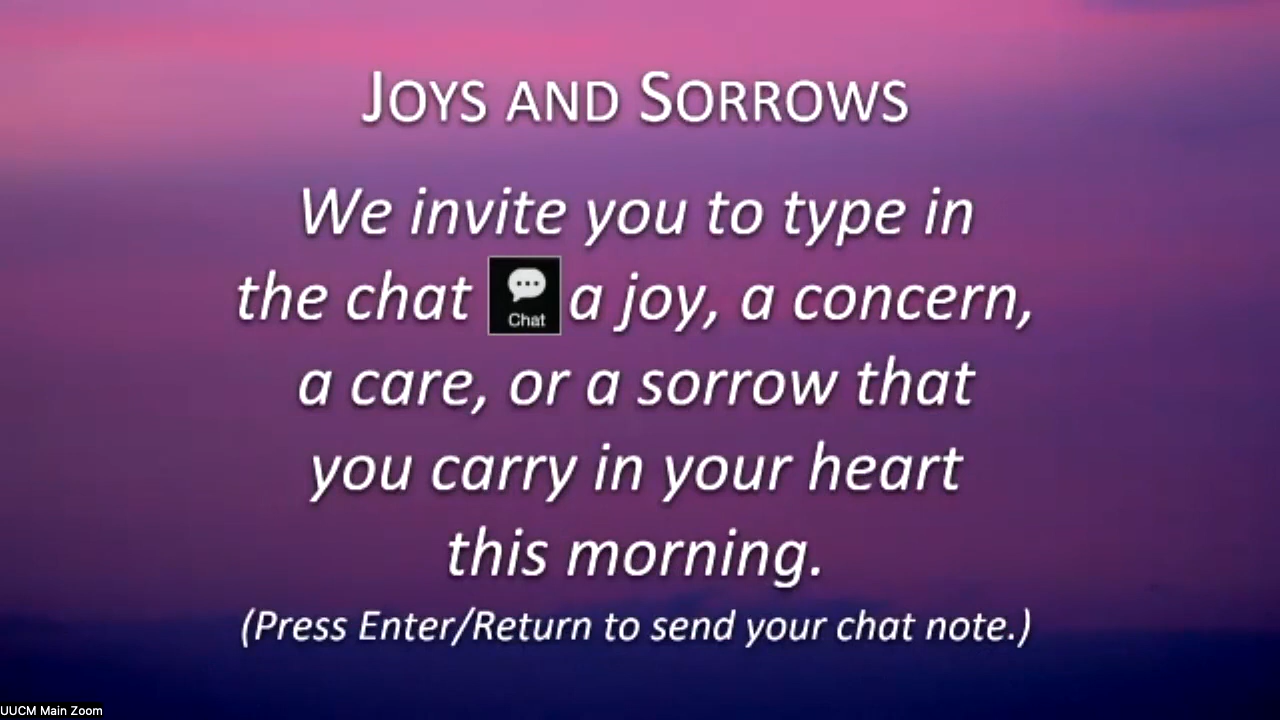 JOYS AND SORROWS
We invite you to type in
the chat Chat a joy, a concern,
a care, or a sorrow that
you carry in your heart
this morning.
(Press Enter/Return to send your chat note.)
UUCM Main Zoom